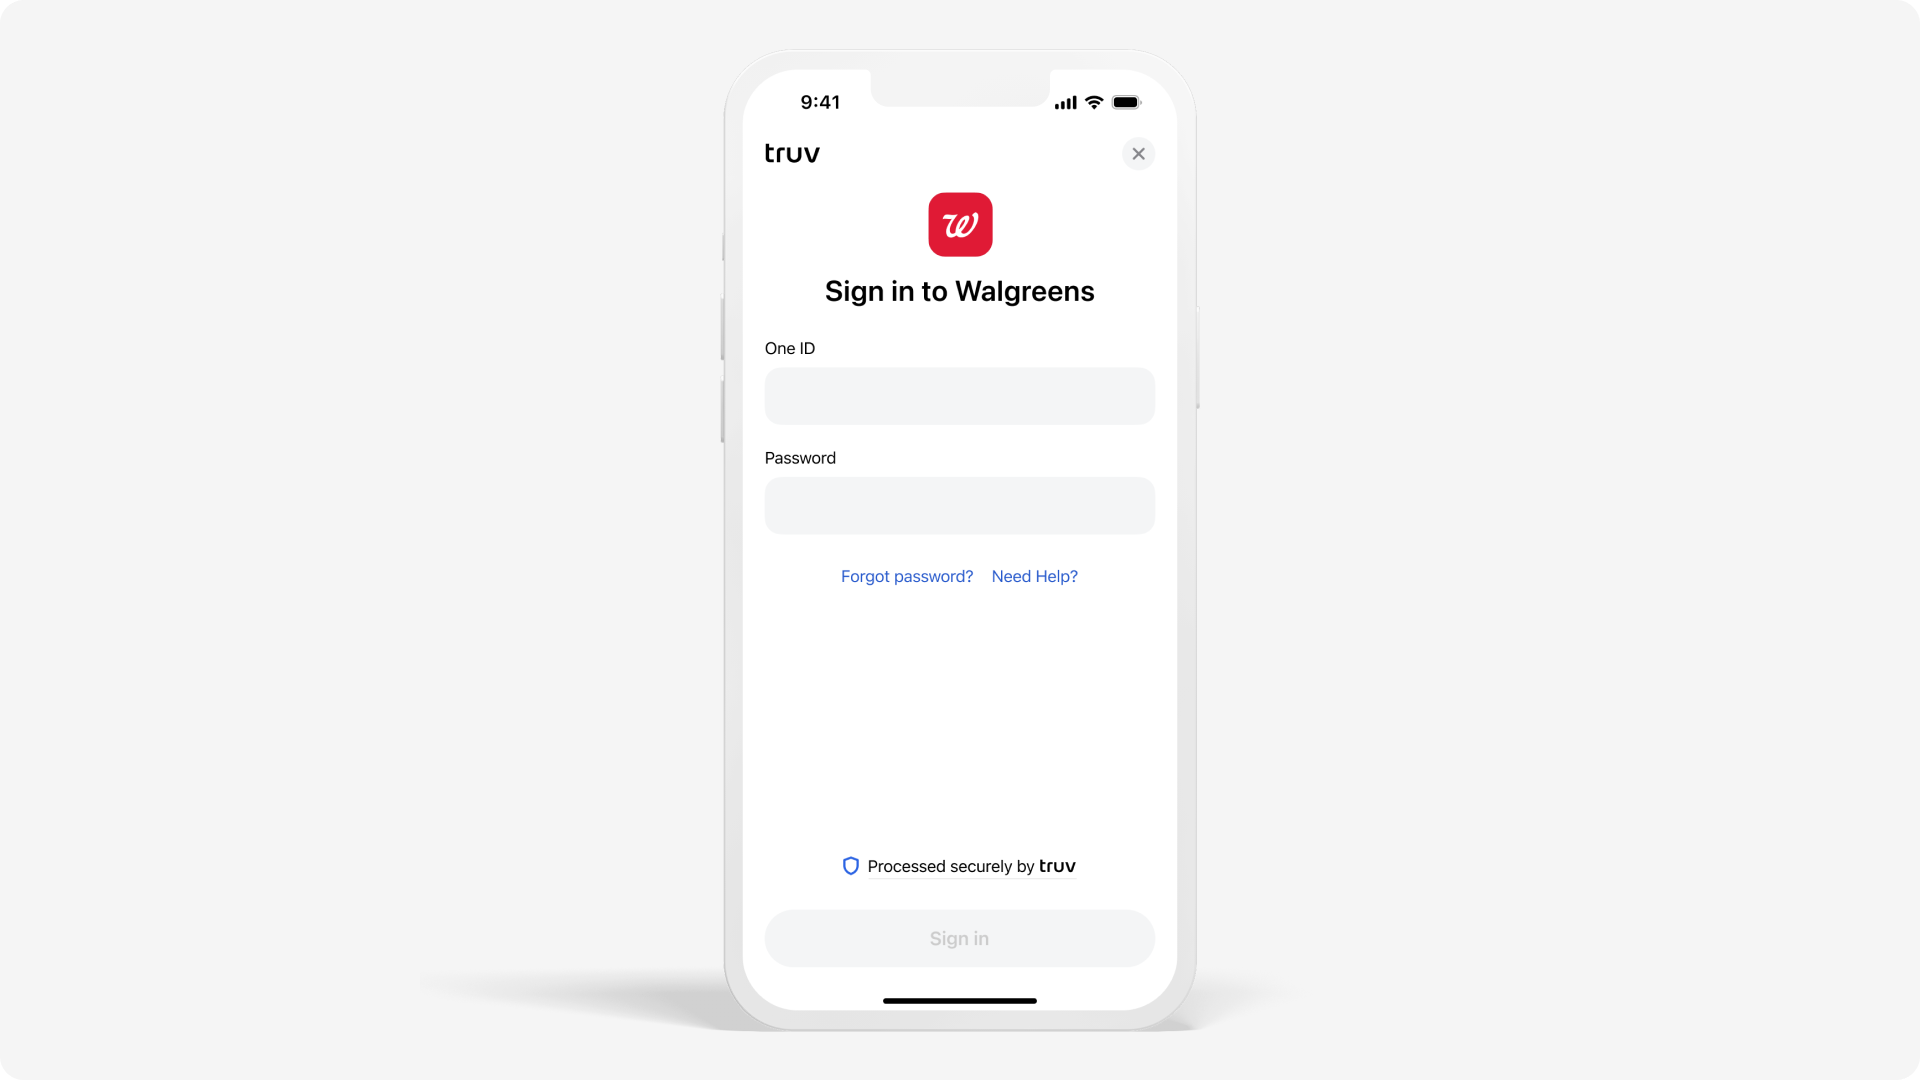 9:41
truv
Sign in to Walgreens
One ID
Password
Forgot password? Need Help?
Processed securely by truv
Sign in